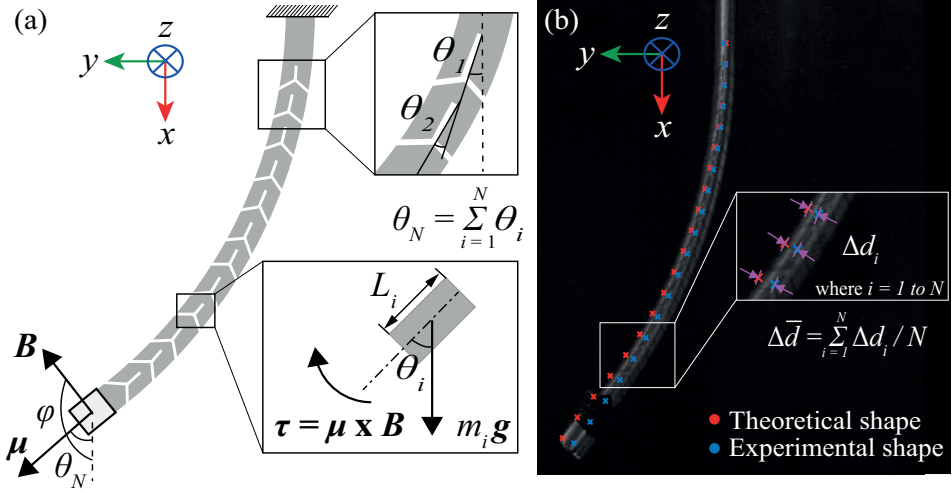 (a)
z
y
x
θ1
θ2
θN = Σ θi
N
i = 1
B
φ
μ
θN
Li
θi
τ = μ x B
mi g
(b)
z
y
x
Δdi
where i = 1 to N
Δd̅ = Σ Δdi / N
N
i=1
Theoretical shape
Experimental shape